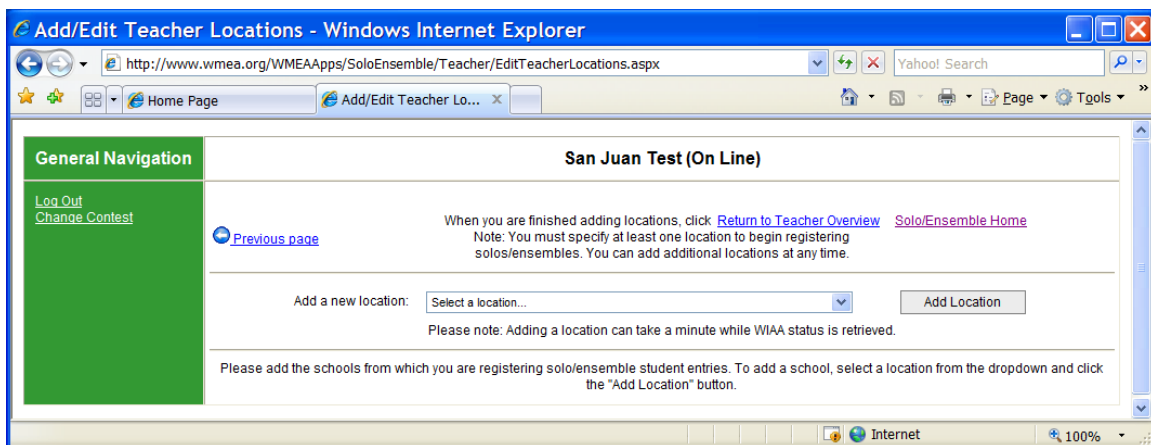 Add/Edit Teacher Locations - Windows Internet Explorer
http://www.wmea.org/WMEAApps/SoloEnsemble/Teacher/EditTeacherLocations.aspx
Yahoo! Search
Home Page
Add/Edit Teacher Lo...
Page
Tools
General Navigation
San Juan Test (On Line)
Log Out
Change Contest
Previous page
When you are finished adding locations, click Return to Teacher Overview Solo/Ensemble Home
Note: You must specify at least one location to begin registering
solos/ensembles. You can add additional locations at any time.
Add a new location:
Select a location...
Add Location
Please note: Adding a location can take a minute while WIAA status is retrieved.
Please add the schools from which you are registering solo/ensemble student entries. To add a school, select a location from the dropdown and click
the "Add Location" button.
Internet
100%